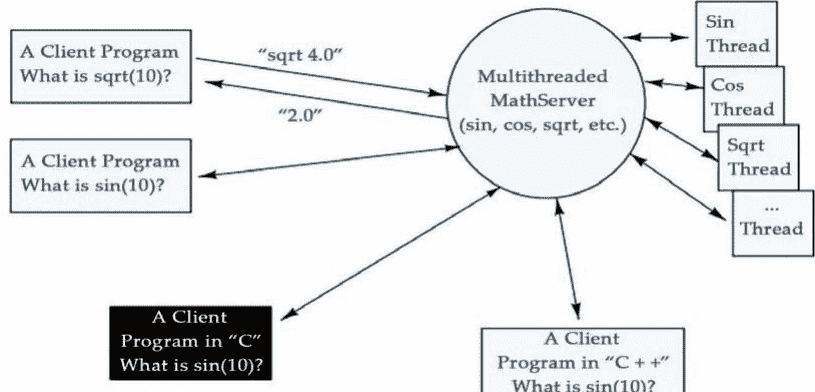 A Client Program
What is sqrt(10)?
"sqrt 4.0"
"2.0"
A Client Program
What is sin(10)?
Multithreaded
MathServer
(sin, cos, sqrt, etc.)
Sin
Thread
Cos
Thread
Sqrt
Thread
...
Thread
A Client
Program in "C"
What is sin(10)?
A Client
Program in "C + +"
What is sin(10)?